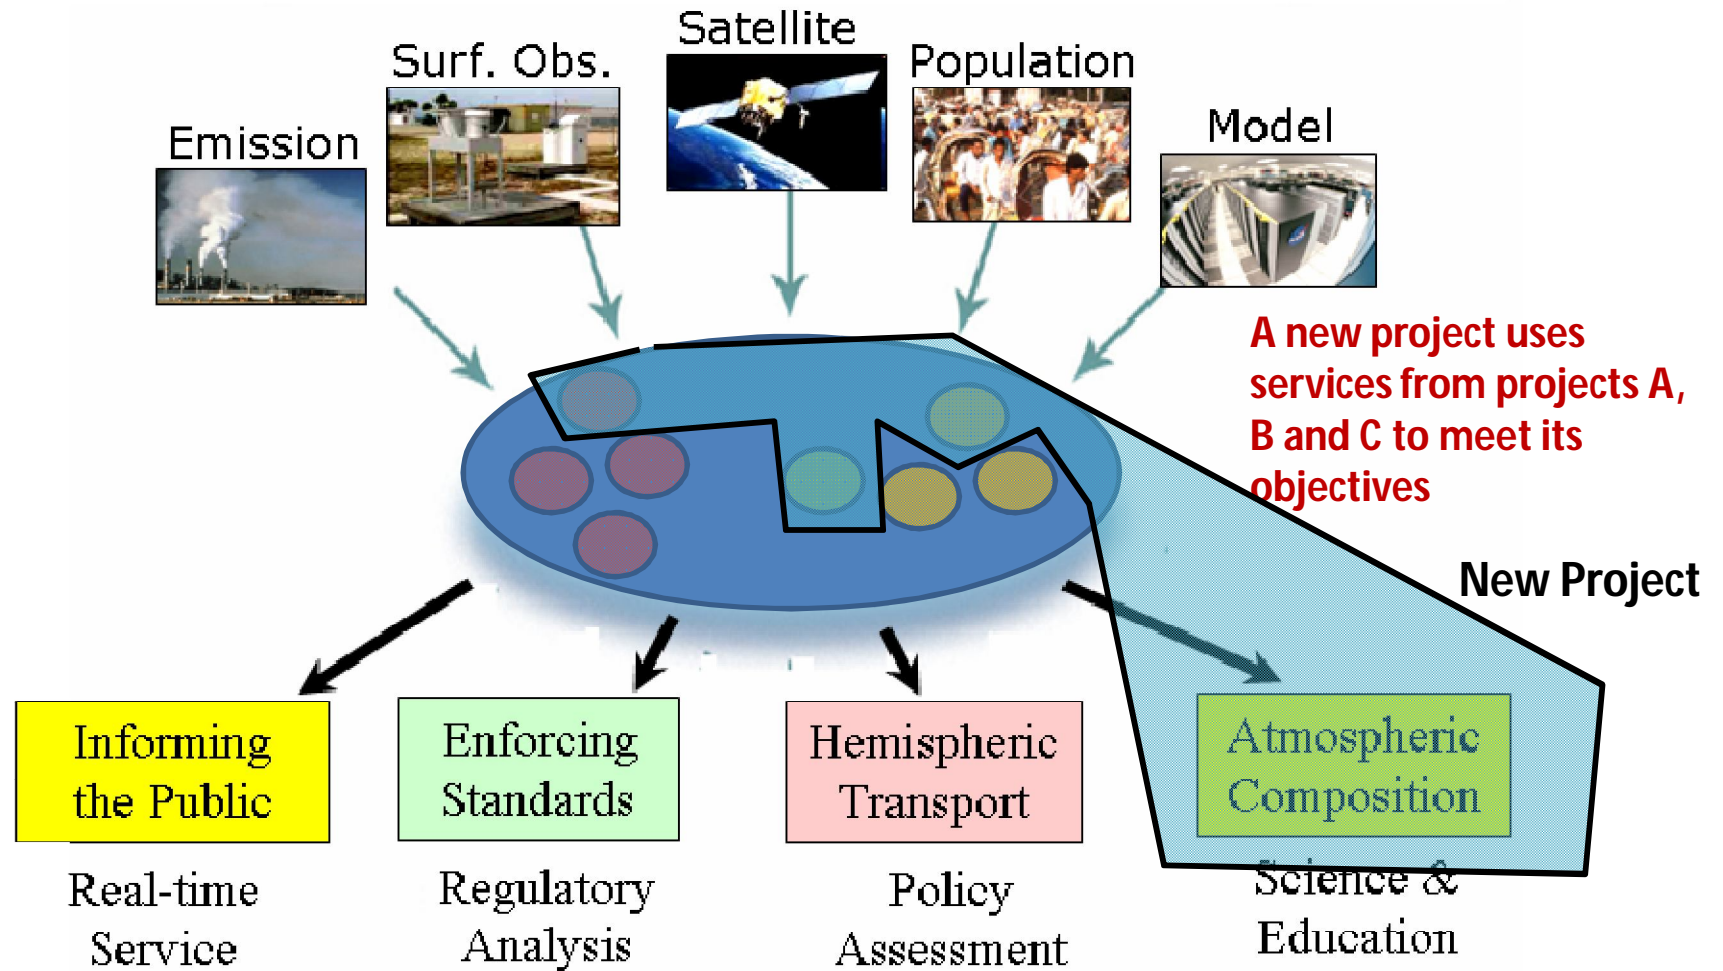 Satellite
Surf. Obs.
Population
Emission
Model
A new project uses
services from projects A,
B and C to meet its
objectives
New Project
Informing
the Public
Enforcing
Standards
Hemispheric
Transport
Atmospheric
Composition
Real-time
Service
Regulatory
Analysis
Policy
Assessment
Science &
Education